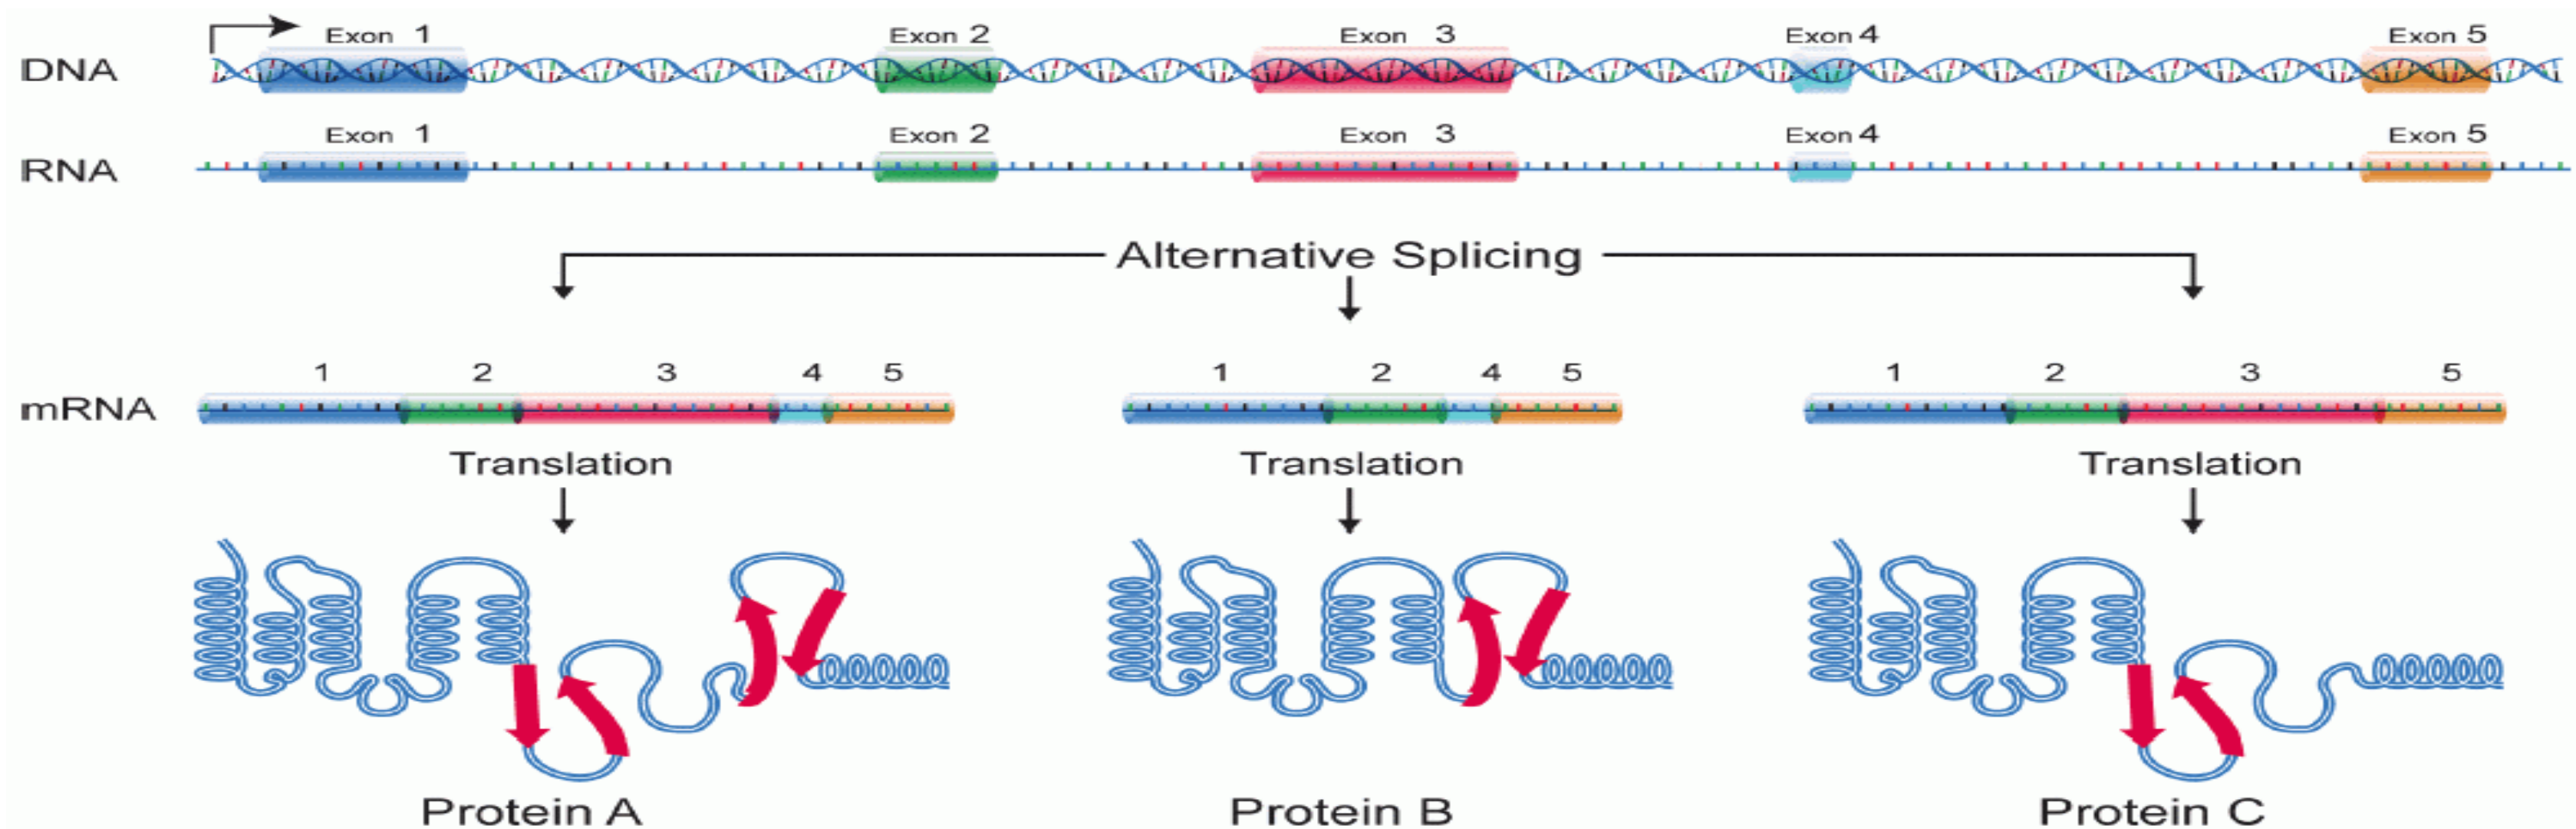 Exon 1 Exon 2 Exon 3 Exon 4 Exon 5
DNA
Exon 1 Exon 2 Exon 3 Exon 4 Exon 5
RNA
Alternative Splicing
1 2 3 4 5 1 2 4 5 1 2 3 5
mRNA
Translation Translation Translation
Protein A Protein B Protein C